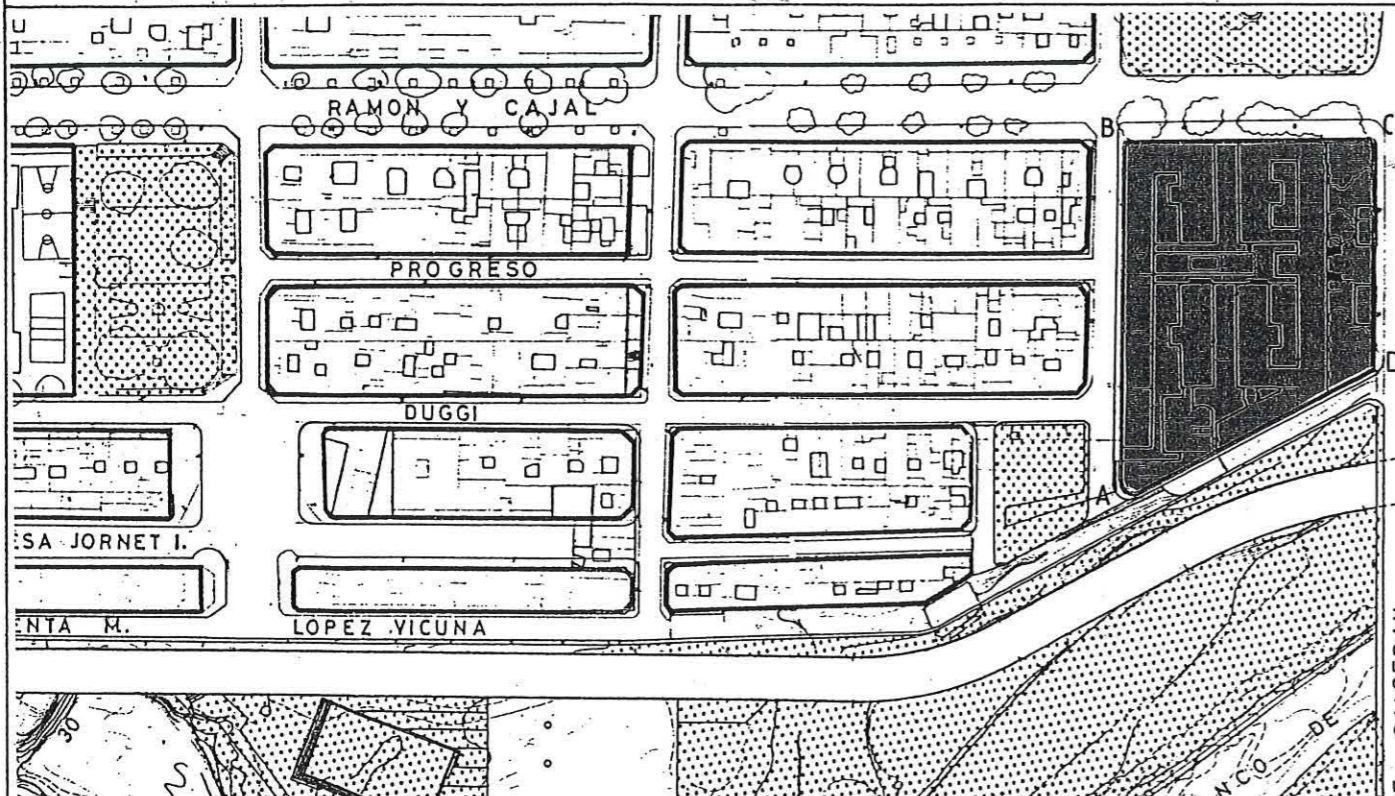 RAMON Y CAJAL
B
C
PROGRESO
D
DUGGI
A
ESA JORNET I.
ENTA M.
LOPEZ VICUNA
30
NCO DE